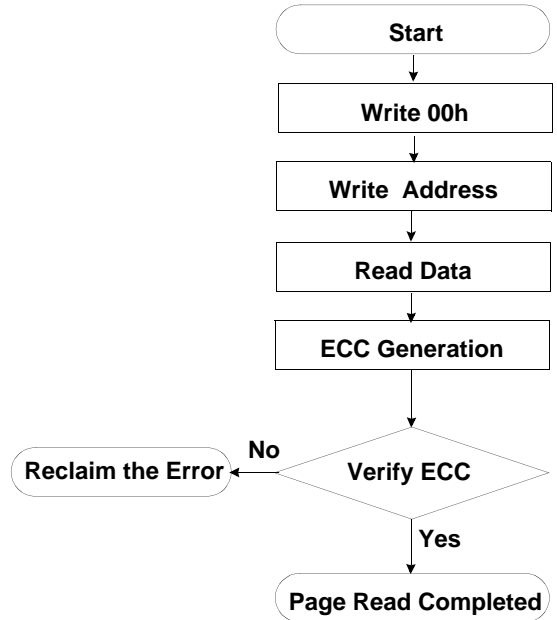 Start
Write 00h
Write Address
Read Data
ECC Generation
No
Reclaim the Error
Verify ECC
Yes
Page Read Completed